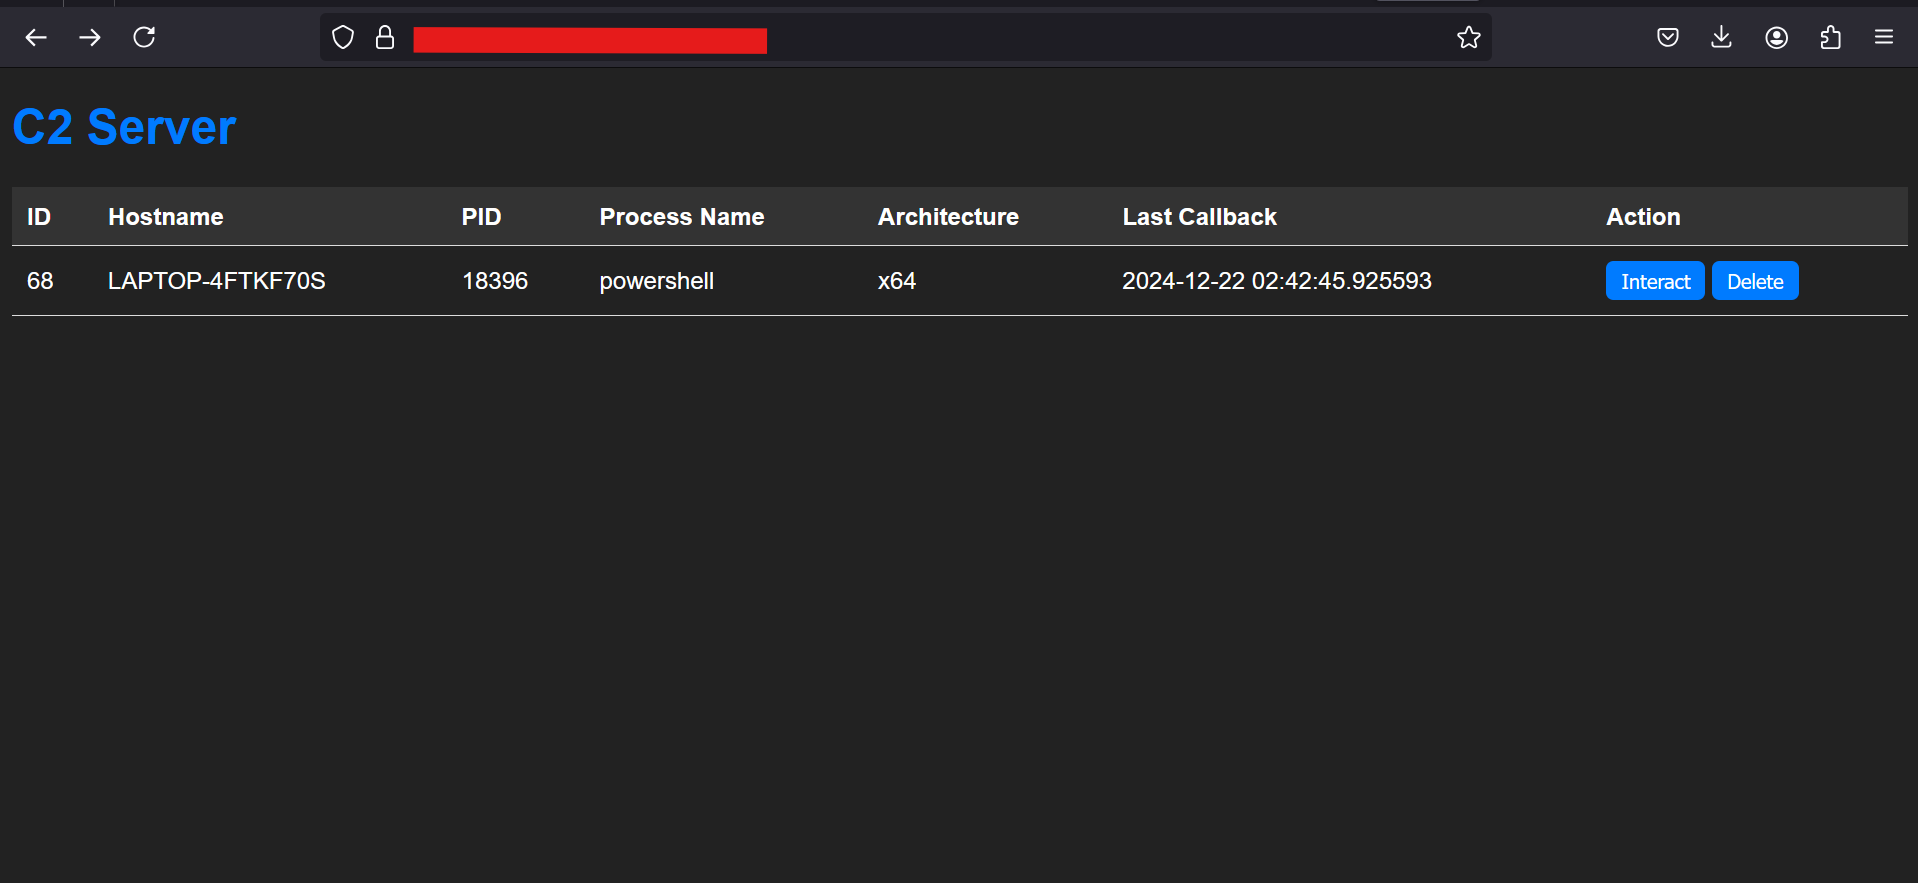 C2 Server
ID Hostname PID Process Name Architecture Last Callback Action
68 LAPTOP-4FTKF70S 18396 powershell x64 2024-12-22 02:42:45.925593 Interact Delete